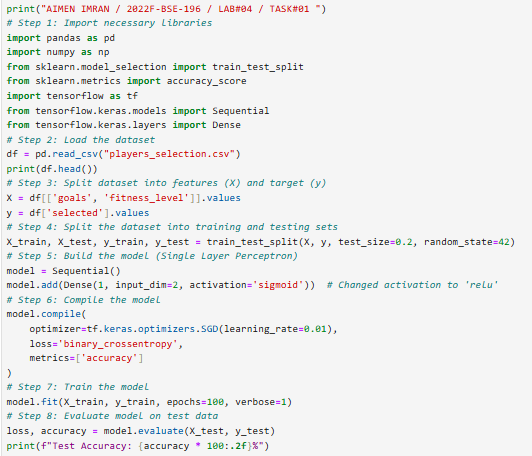 print("AIMEN IMRAN / 2022F-BSE-196 / LAB#04 / TASK#01 ")
# Step 1: Import necessary libraries
import pandas as pd
import numpy as np
from sklearn.model_selection import train_test_split
from sklearn.metrics import accuracy_score
import tensorflow as tf
from tensorflow.keras.models import Sequential
from tensorflow.keras.layers import Dense
# Step 2: Load the dataset
df = pd.read_csv("players_selection.csv")
print(df.head())
# Step 3: Split dataset into features (X) and target (y)
X = df[['goals', 'fitness_level']].values
y = df['selected'].values
# Step 4: Split the dataset into training and testing sets
X_train, X_test, y_train, y_test = train_test_split(X, y, test_size=0.2, random_state=42)
# Step 5: Build the model (Single Layer Perceptron)
model = Sequential()
model.add(Dense(1, input_dim=2, activation='sigmoid'))  # Changed activation to 'relu'
# Step 6: Compile the model
model.compile(
    optimizer=tf.keras.optimizers.SGD(learning_rate=0.01),
    loss='binary_crossentropy',
    metrics=['accuracy']
)
# Step 7: Train the model
model.fit(X_train, y_train, epochs=100, verbose=1)
# Step 8: Evaluate model on test data
loss, accuracy = model.evaluate(X_test, y_test)
print(f"Test Accuracy: {accuracy * 100:.2f}%")